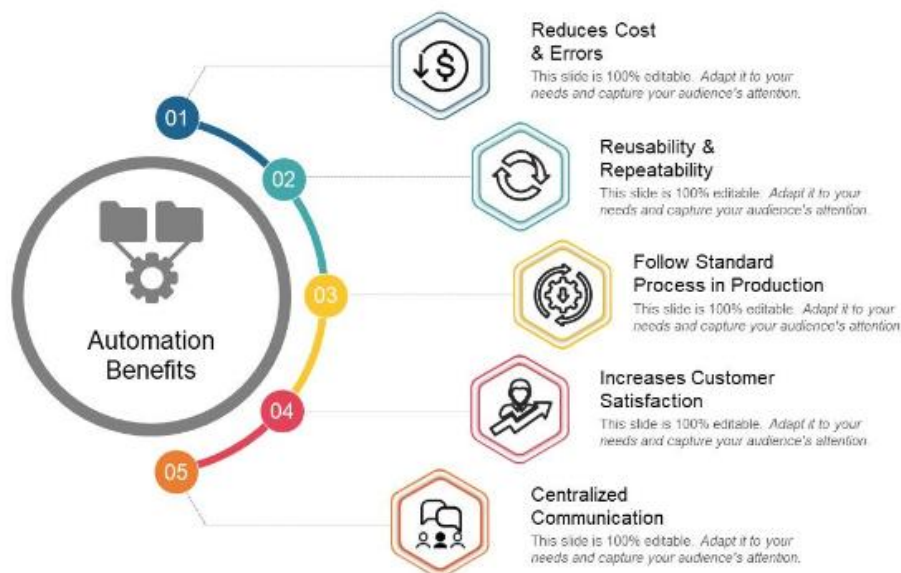 01
Reduces Cost
& Errors
This slide is 100% editable. Adapt it to your
needs and capture your audience's attention.
02
Reusability &
Repeatability
This slide is 100% editable. Adapt it to your
needs and capture your audience's attention.
03
Follow Standard
Process in Production
This slide is 100% editable. Adapt it to your
needs and capture your audience's attention
Automation
Benefits
04
Increases Customer
Satisfaction
This slide is 100% editable. Adapt it to your
needs and capture your audience's attention.
05
Centralized
Communication
This slide is 100% editable. Adapt it to your
needs and capture your audience's attention.
$